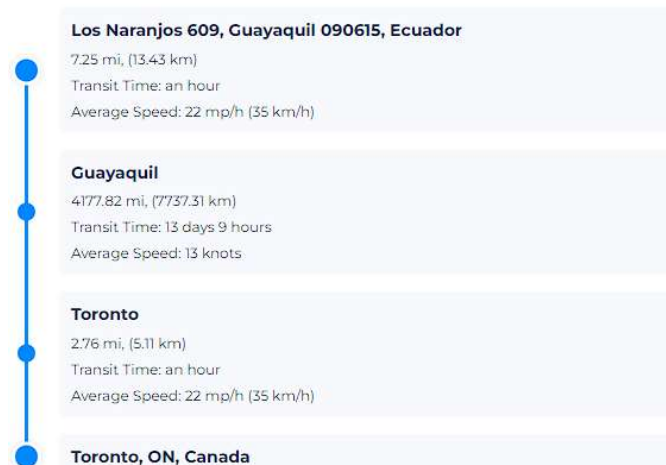 Los Naranjos 609, Guayaquil 090615, Ecuador
7.25 mi, (13.43 km)
Transit Time: an hour
Average Speed: 22 mp/h (35 km/h)
Guayaquil
4177.82 mi, (7737.31 km)
Transit Time: 13 days 9 hours
Average Speed: 13 knots
Toronto
2.76 mi, (5.11 km)
Transit Time: an hour
Average Speed: 22 mp/h (35 km/h)
Toronto, ON, Canada